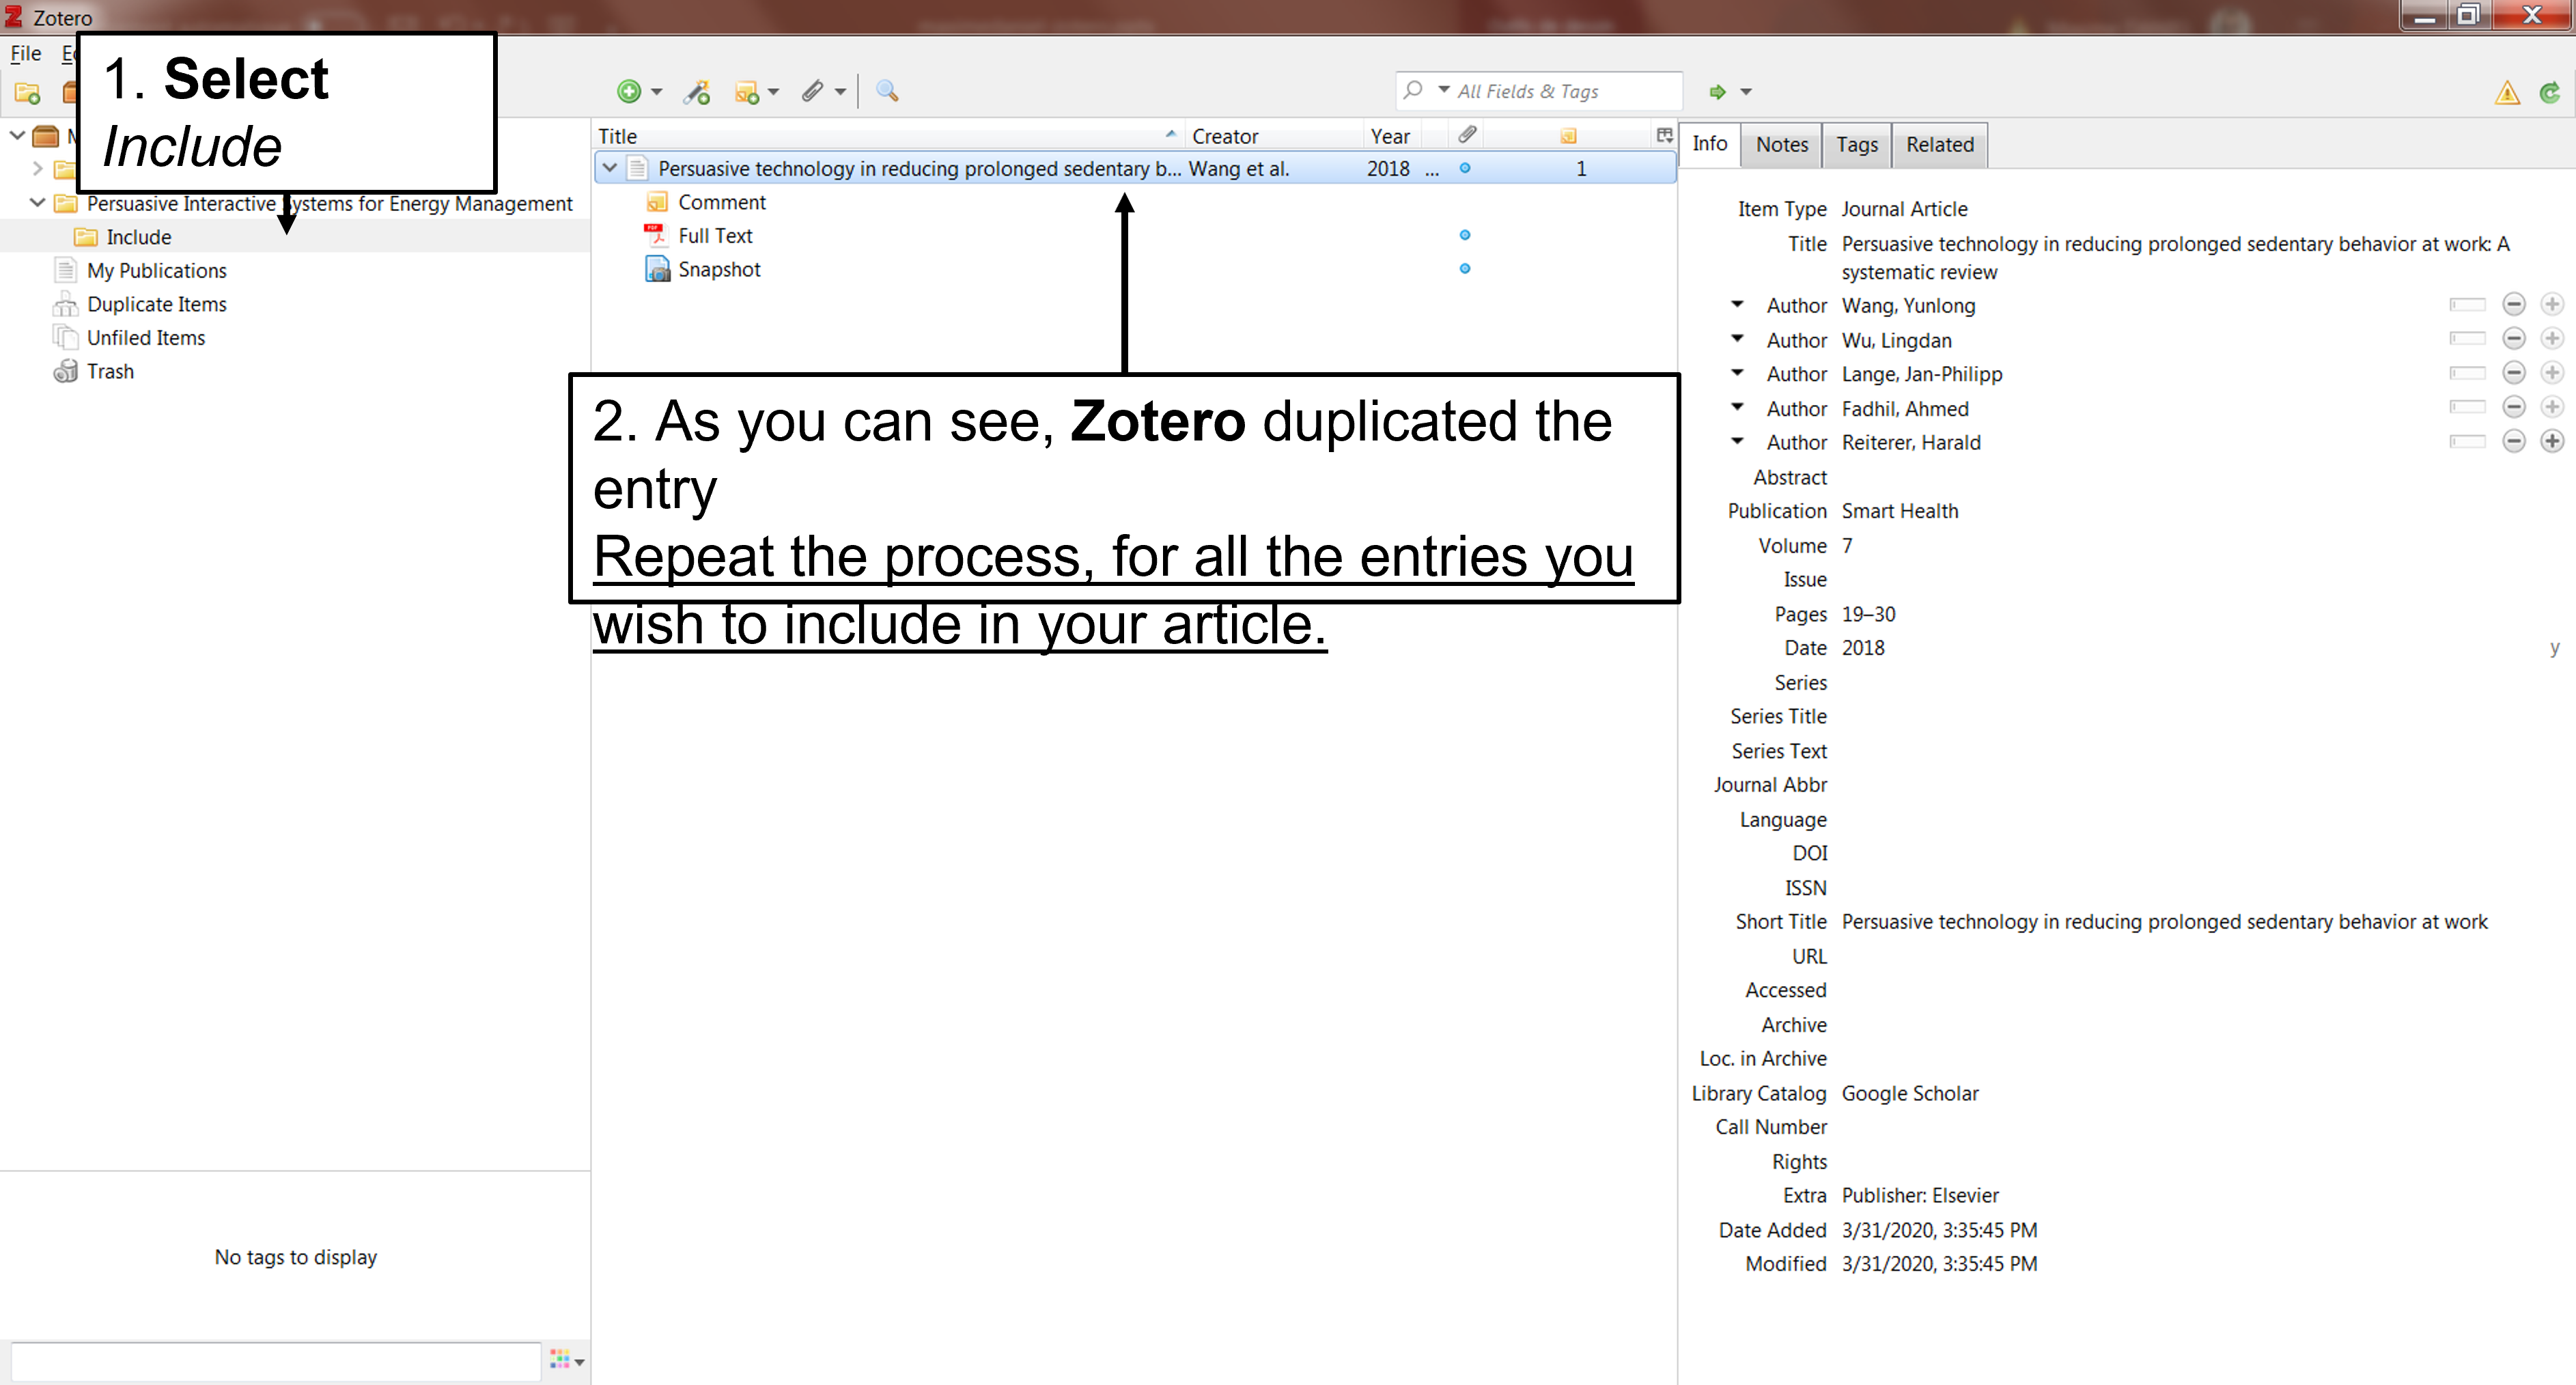 Zotero
File
1. Select
Include
All Fields & Tags
Persuasive Interactive Systems for Energy Management
Include
My Publications
Duplicate Items
Unfiled Items
Trash
No tags to display
Title Creator Year
Persuasive technology in reducing prolonged sedentary b... Wang et al. 2018 ... 1
Comment
Full Text
Snapshot
2. As you can see, Zotero duplicated the
entry
Repeat the process, for all the entries you
wish to include in your article.
Info Notes Tags Related
Item Type Journal Article
Title Persuasive technology in reducing prolonged sedentary behavior at work: A
systematic review
Author Wang, Yunlong
Author Wu, Lingdan
Author Lange, Jan-Philipp
Author Fadhil, Ahmed
Author Reiterer, Harald
Abstract
Publication Smart Health
Volume 7
Issue
Pages 19–30
Date 2018 y
Series
Series Title
Series Text
Journal Abbr
Language
DOI
ISSN
Short Title Persuasive technology in reducing prolonged sedentary behavior at work
URL
Accessed
Archive
Loc. in Archive
Library Catalog Google Scholar
Call Number
Rights
Extra Publisher: Elsevier
Date Added 3/31/2020, 3:35:45 PM
Modified 3/31/2020, 3:35:45 PM